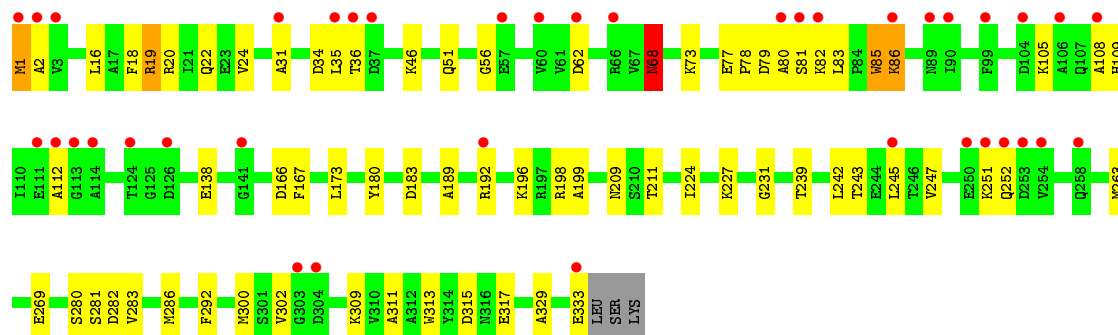 M1 A2 V3 L16 A17 F18 R19 R20 I21 Q22 E23 V24 A31 D34 L35 T36 D37 K46 Q51 G56 E57 V60 V61 D62 R66 V67 N68 K73 E77 P78 D79 A80 S81 K82 L83 P84 W85 K86 N89 I90 F99 D104 K105 A106 Q107 A108 H109
I110 E111 A112 G113 A114 T124 G125 D126 E138 G141 D166 F167 L173 Y180 D183 A189 R192 K196 R197 R198 A199 N209 S210 T211 I224 K227 G231 T239 L242 T243 E244 L245 T246 V247 E250 K251 Q252 D253 V254 Q258 M263
E269 S280 S281 D282 V283 M286 F292 M300 S301 V302 G303 D304 K309 V310 A311 A312 W313 Y314 D315 N316 E317 A329 E333 LEU SER LYS